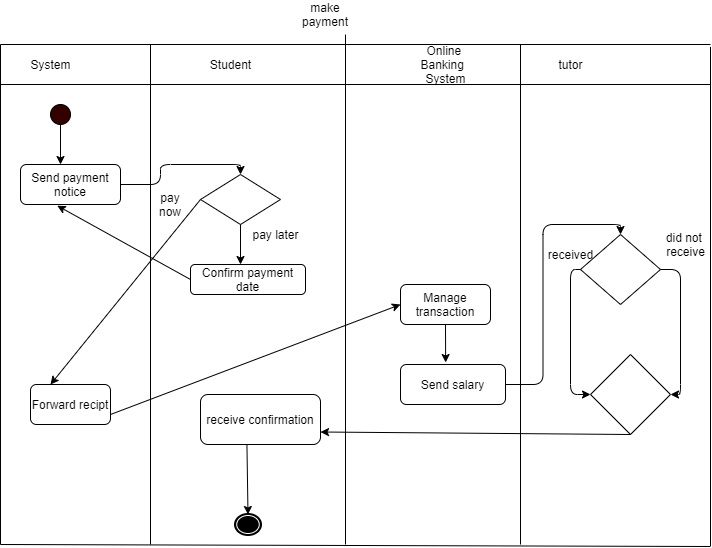 make
payment
System
Student
Online
Banking
System
tutor
Send payment
notice
pay
now
pay later
Confirm payment
date
received
did not
receive
Manage
transaction
Send salary
Forward recipt
receive confirmation